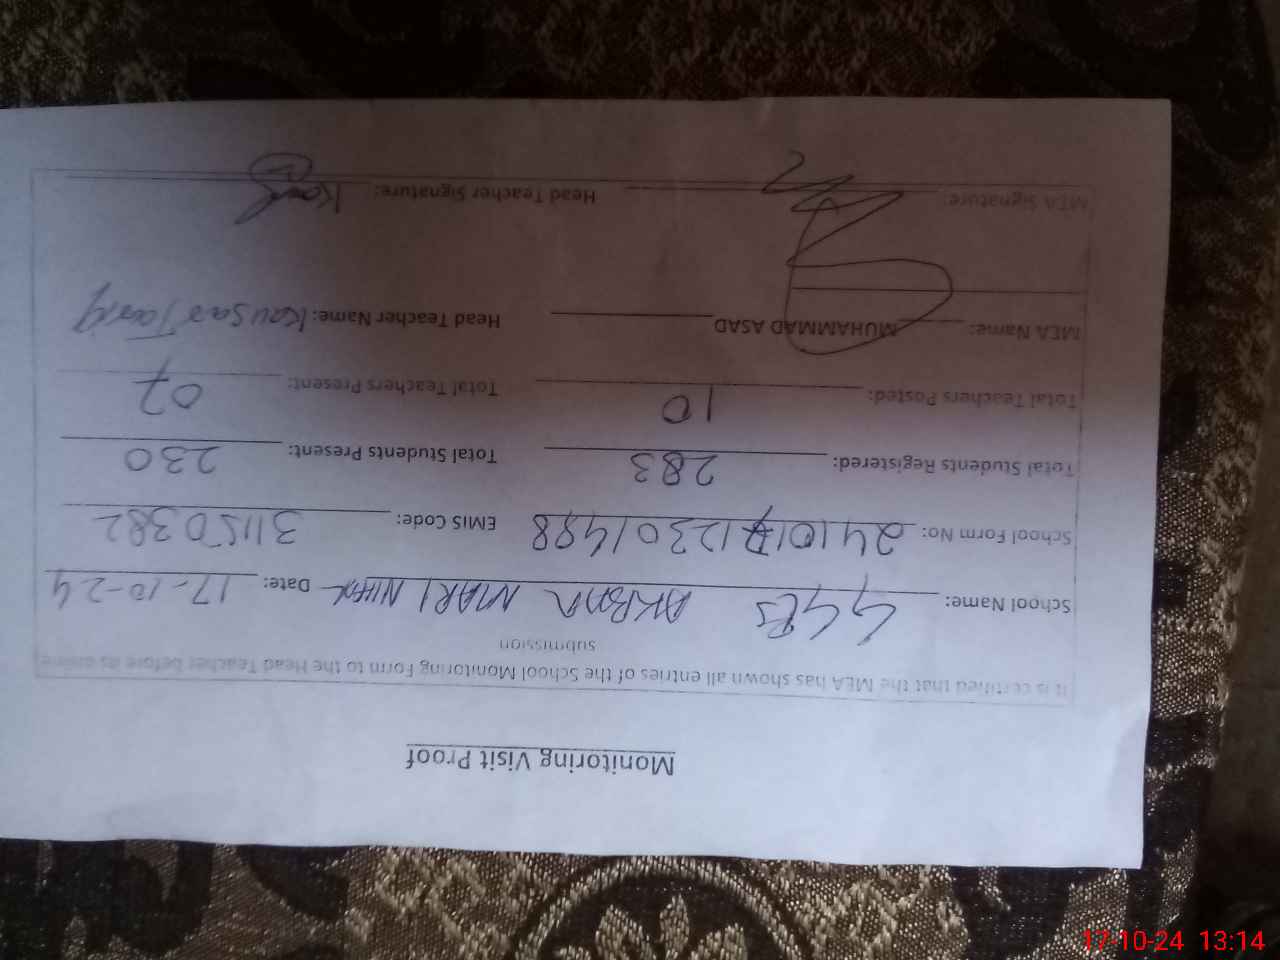 Monitoring Visit Proof
It is certified that the MEA has shown all entries of the School Monitoring Form to the Head Teacher before its online
submission
School Name: GGES AKBAR MARI Date: 17-10-24
School Form No: EMIS Code: 31150382
Total Students Registered: 283 Total Students Present: 230
Total Teachers Posted: 10 Total Teachers Present: 07
MEA Name: MUHAMMAD ASAD Head Teacher Name: Kausar Tariq
MEA Signature: Head Teacher Signature:
17-10-24 13:14